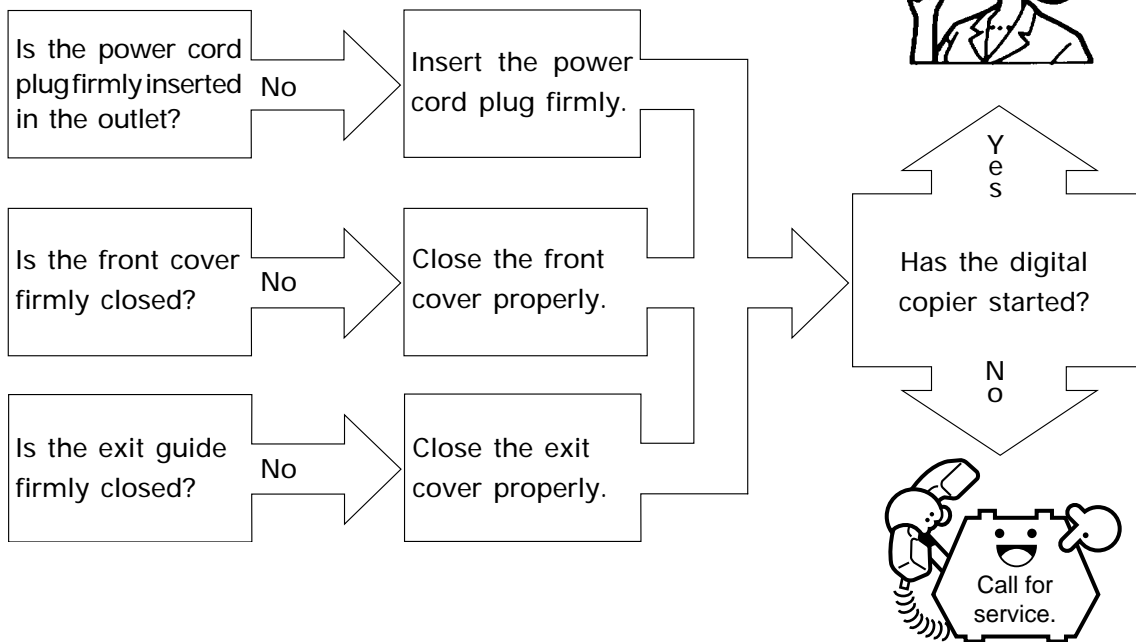 Is the power cord
plug firmly inserted
in the outlet?
No
Insert the power
cord plug firmly.
Is the front cover
firmly closed?
No
Close the front
cover properly.
Is the exit guide
firmly closed?
No
Close the exit
cover properly.
Yes
Has the digital
copier started?
No
Call for
service.